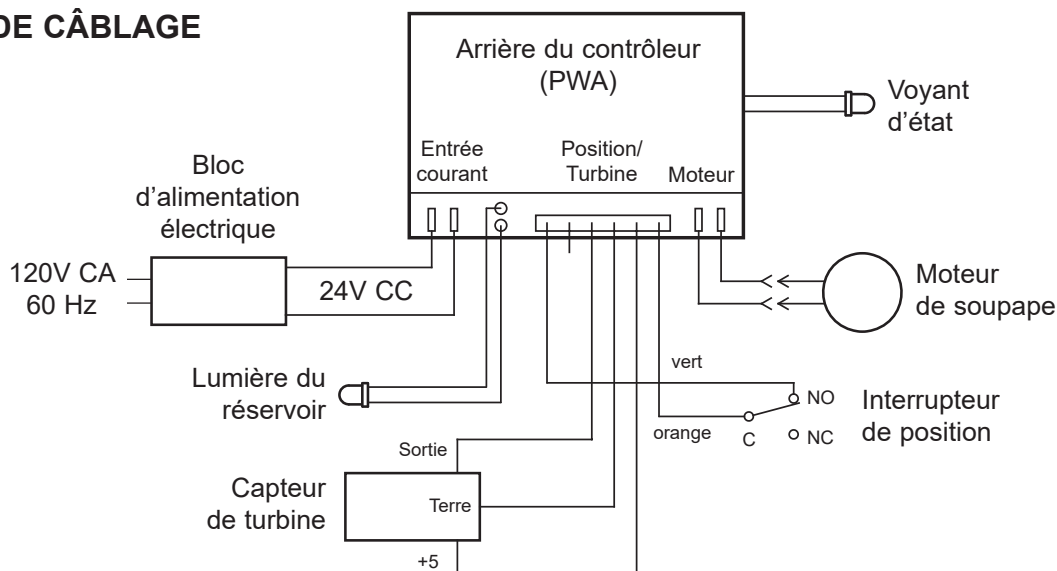 DE CÂBLAGE
Arrière du contrôleur
(PWA)
Voyant
d'état
Entrée
courant
Position/
Turbine
Moteur
Bloc
d'alimentation
électrique
120V CA
60 Hz
24V CC
Moteur
de soupape
Lumière du
réservoir
vert
NO
Interrupteur
de position
orange
C
NC
Sortie
Capteur
de turbine
Terre
+5